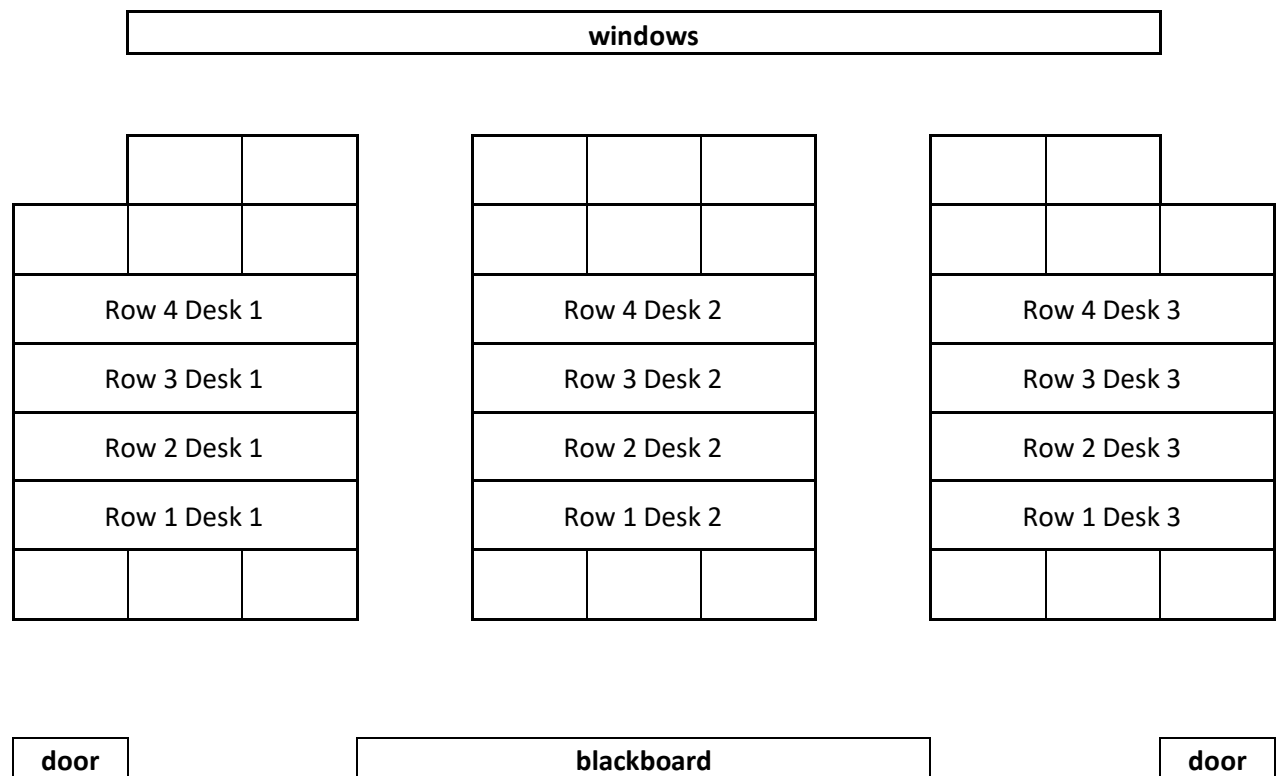 windows
Row 4 Desk 1 Row 4 Desk 2 Row 4 Desk 3
Row 3 Desk 1 Row 3 Desk 2 Row 3 Desk 3
Row 2 Desk 1 Row 2 Desk 2 Row 2 Desk 3
Row 1 Desk 1 Row 1 Desk 2 Row 1 Desk 3
door blackboard door